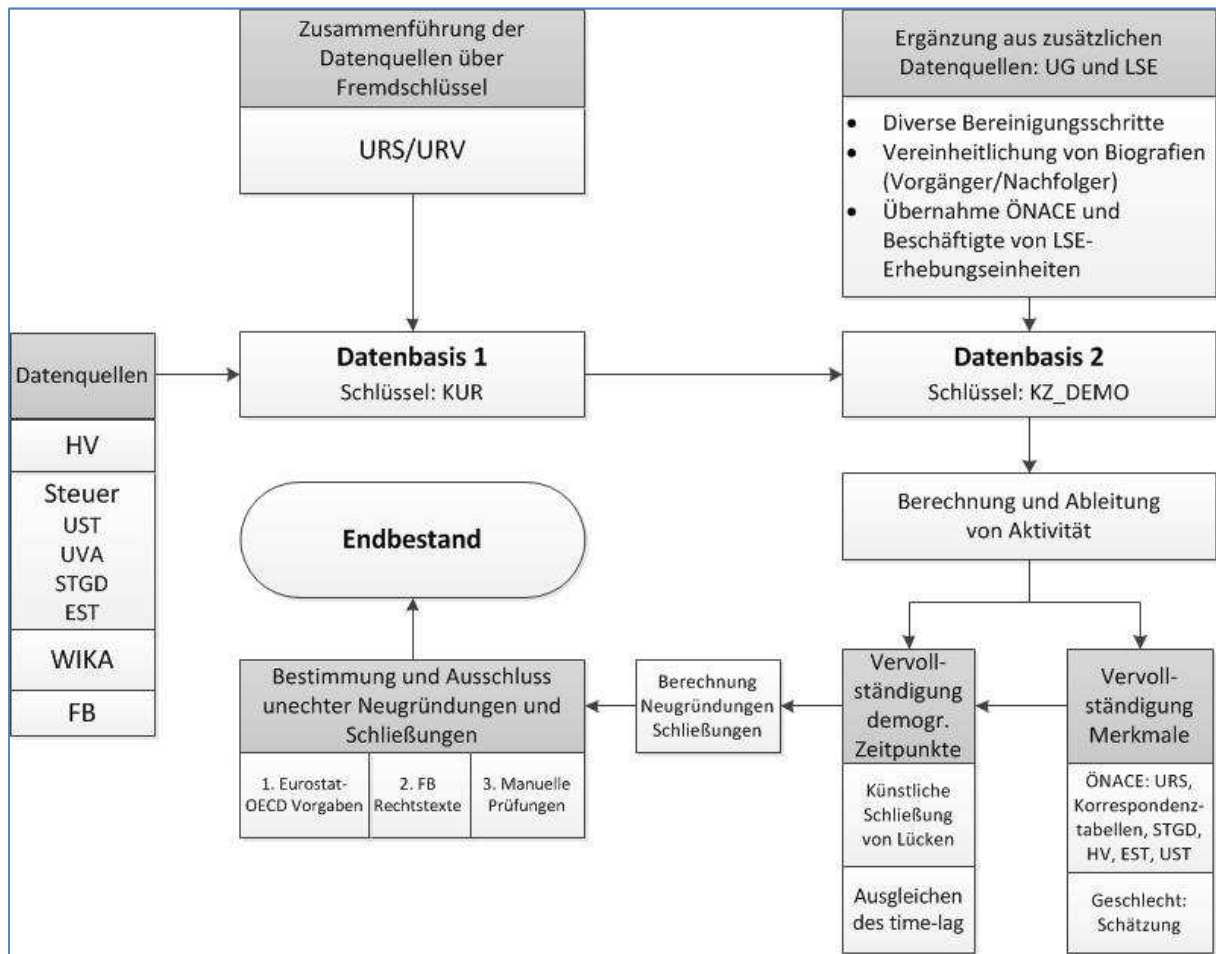 Zusammenführung der
Datenquellen über
Fremdschlüssel
URS/URV
Ergänzung aus zusätzlichen
Datenquellen: UG und LSE
• Diverse Bereinigungsschritte
• Vereinheitlichung von Biografien
(Vorgänger/Nachfolger)
• Übernahme ÖNACE und
Beschäftigte von LSE-
Erhebungseinheiten
Datenquellen
HV
Steuer
UST
UVA
STGD
EST
WIKA
FB
Datenbasis 1
Schlüssel: KUR
Datenbasis 2
Schlüssel: KZ_DEMO
Berechnung und Ableitung
von Aktivität
Vervoll-
ständigung
Merkmale
ÖNACE: URS,
Korrespondenz-
tabellen, STGD,
HV, EST, UST
Geschlecht:
Schätzung
Vervoll-
ständigung
demogr.
Zeitpunkte
Künstliche
Schließung
von Lücken
Ausgleichen
des time-lag
Berechnung
Neugründungen
Schließungen
Bestimmung und Ausschluss
unechter Neugründungen und
Schließungen
1. Eurostat-
OECD Vorgaben
2. FB
Rechtstexte
3. Manuelle
Prüfungen
Endbestand